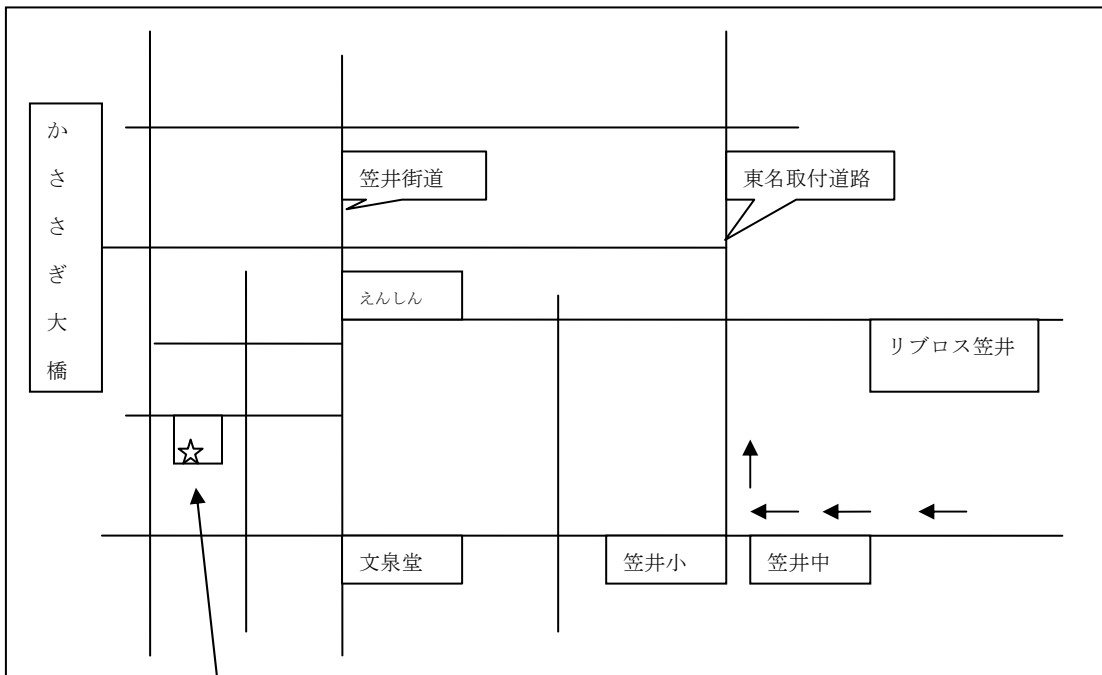 かささぎ大橋
笠井街道
東名取付道路
えんしん
リブロス笠井
文泉堂
笠井小
笠井中